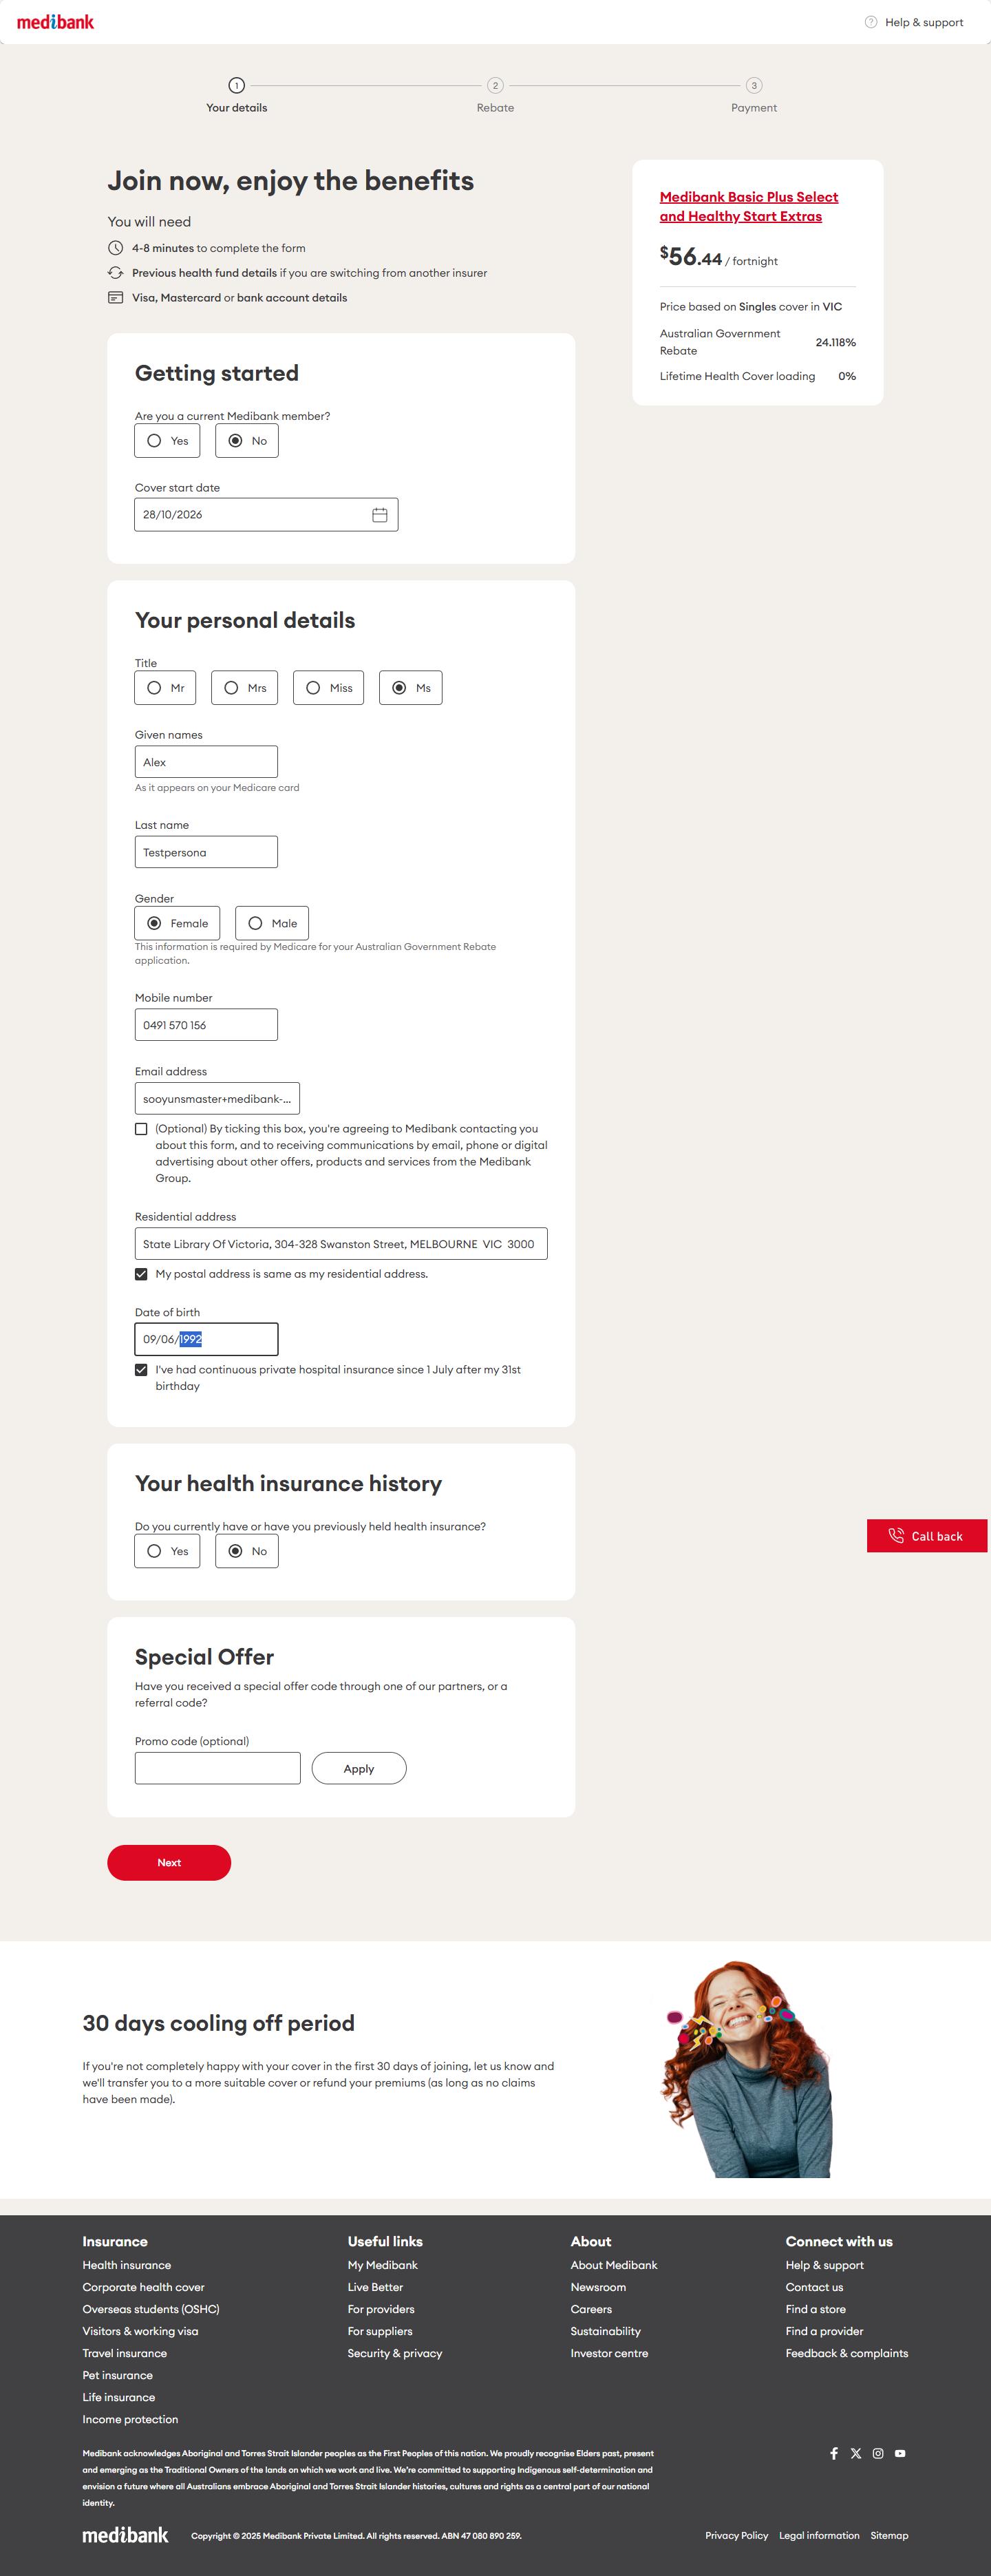 medibank
? Help & support
1
2
3
Your details
Rebate
Payment
Join now, enjoy the benefits
You will need
4-8 minutes to complete the form
Previous health fund details if you are switching from another insurer
Visa, Mastercard or bank account details
Medibank Basic Plus Select
and Healthy Start Extras
$56.44 / fortnight
Price based on Singles cover in VIC
Australian Government
Rebate
24.118%
Lifetime Health Cover loading 0%
Getting started
Are you a current Medibank member?
Yes No
Cover start date
28/10/2026
Your personal details
Title
Mr Mrs Miss Ms
Given names
Alex
As it appears on your Medicare card
Last name
Testpersona
Gender
Female Male
This information is required by Medicare for your Australian Government Rebate
application.
Mobile number
0491 570 156
Email address
sooyunsmaster+medibank-...
(Optional) By ticking this box, you're agreeing to Medibank contacting you
about this form, and to receiving communications by email, phone or digital
advertising about other offers, products and services from the Medibank
Group.
Residential address
State Library Of Victoria, 304-328 Swanston Street, MELBOURNE VIC 3000
My postal address is same as my residential address.
Date of birth
09/06/1992
I've had continuous private hospital insurance since 1 July after my 31st
birthday
Your health insurance history
Do you currently have or have you previously held health insurance?
Yes No
Call back
Special Offer
Have you received a special offer code through one of our partners, or a
referral code?
Promo code (optional)
Apply
Next
30 days cooling off period
If you're not completely happy with your cover in the first 30 days of joining, let us know and
we'll transfer you to a more suitable cover or refund your premiums (as long as no claims
have been made).
Insurance
Health insurance
Corporate health cover
Overseas students (OSHC)
Visitors & working visa
Travel insurance
Pet insurance
Life insurance
Income protection
Useful links
My Medibank
Live Better
For providers
For suppliers
Security & privacy
About
About Medibank
Newsroom
Careers
Sustainability
Investor centre
Connect with us
Help & support
Contact us
Find a store
Find a provider
Feedback & complaints
Medibank acknowledges Aboriginal and Torres Strait Islander peoples as the First Peoples of this nation. We proudly recognise Elders past, present
and emerging as the Traditional Owners of the lands on which we work and live. We're committed to supporting Indigenous self-determination and
envision a future where all Australians embrace Aboriginal and Torres Strait Islander histories, cultures and rights as a central part of our national
identity.
medibank
Copyright © 2025 Medibank Private Limited. All rights reserved. ABN 47 080 890 259.
Privacy Policy Legal information Sitemap